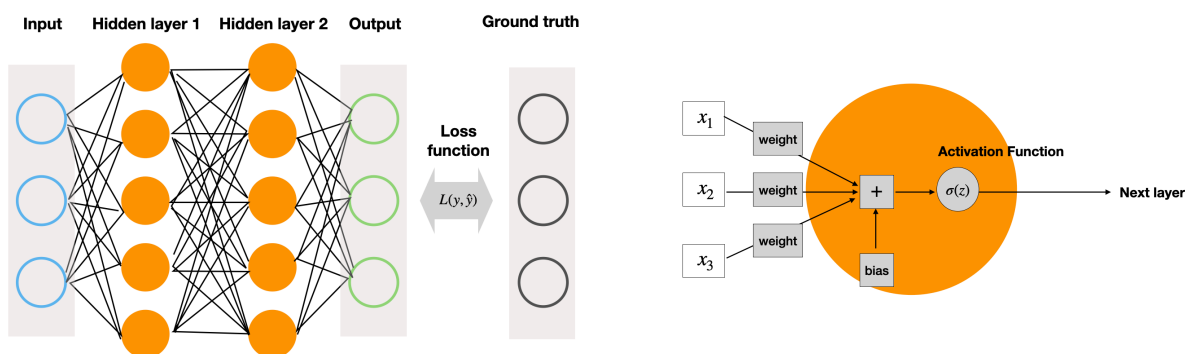 Input
Hidden layer 1
Hidden layer 2
Output
Ground truth
Loss
function
L(y, ŷ)
x₁
x₂
x₃
weight
weight
weight
+
bias
Activation Function
σ(z)
Next layer